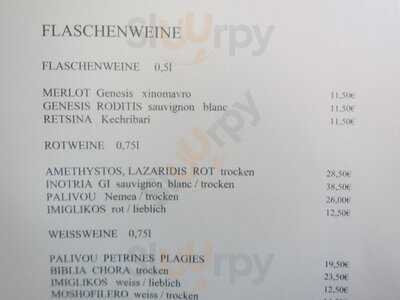 FLASCHENWEINE
FLASCHENWEINE 0,5l
MERLOT Genesis xinomavro 11,50€
GENESIS RODITIS sauvignon blanc 11,50€
RETSINA Kechribari 11,50€
ROTWEINE 0,75l
AMETHYSTOS, LAZARIDIS ROT trocken 28,50€
INOTRIA GI sauvignon blanc / trocken 38,50€
PALIVOU Nemea / trocken 26,00€
IMIGLIKOS rot / lieblich 12,50€
WEISSWEINE 0,75l
PALIVOU PETRINES PLAGIES 19,50€
BIBLIA CHORA trocken 23,50€
IMIGLIKOS weiss / lieblich 12,50€
MOSHOFILERO weiss / trocken
Sluurpy
Sluurpy
Sluurpy